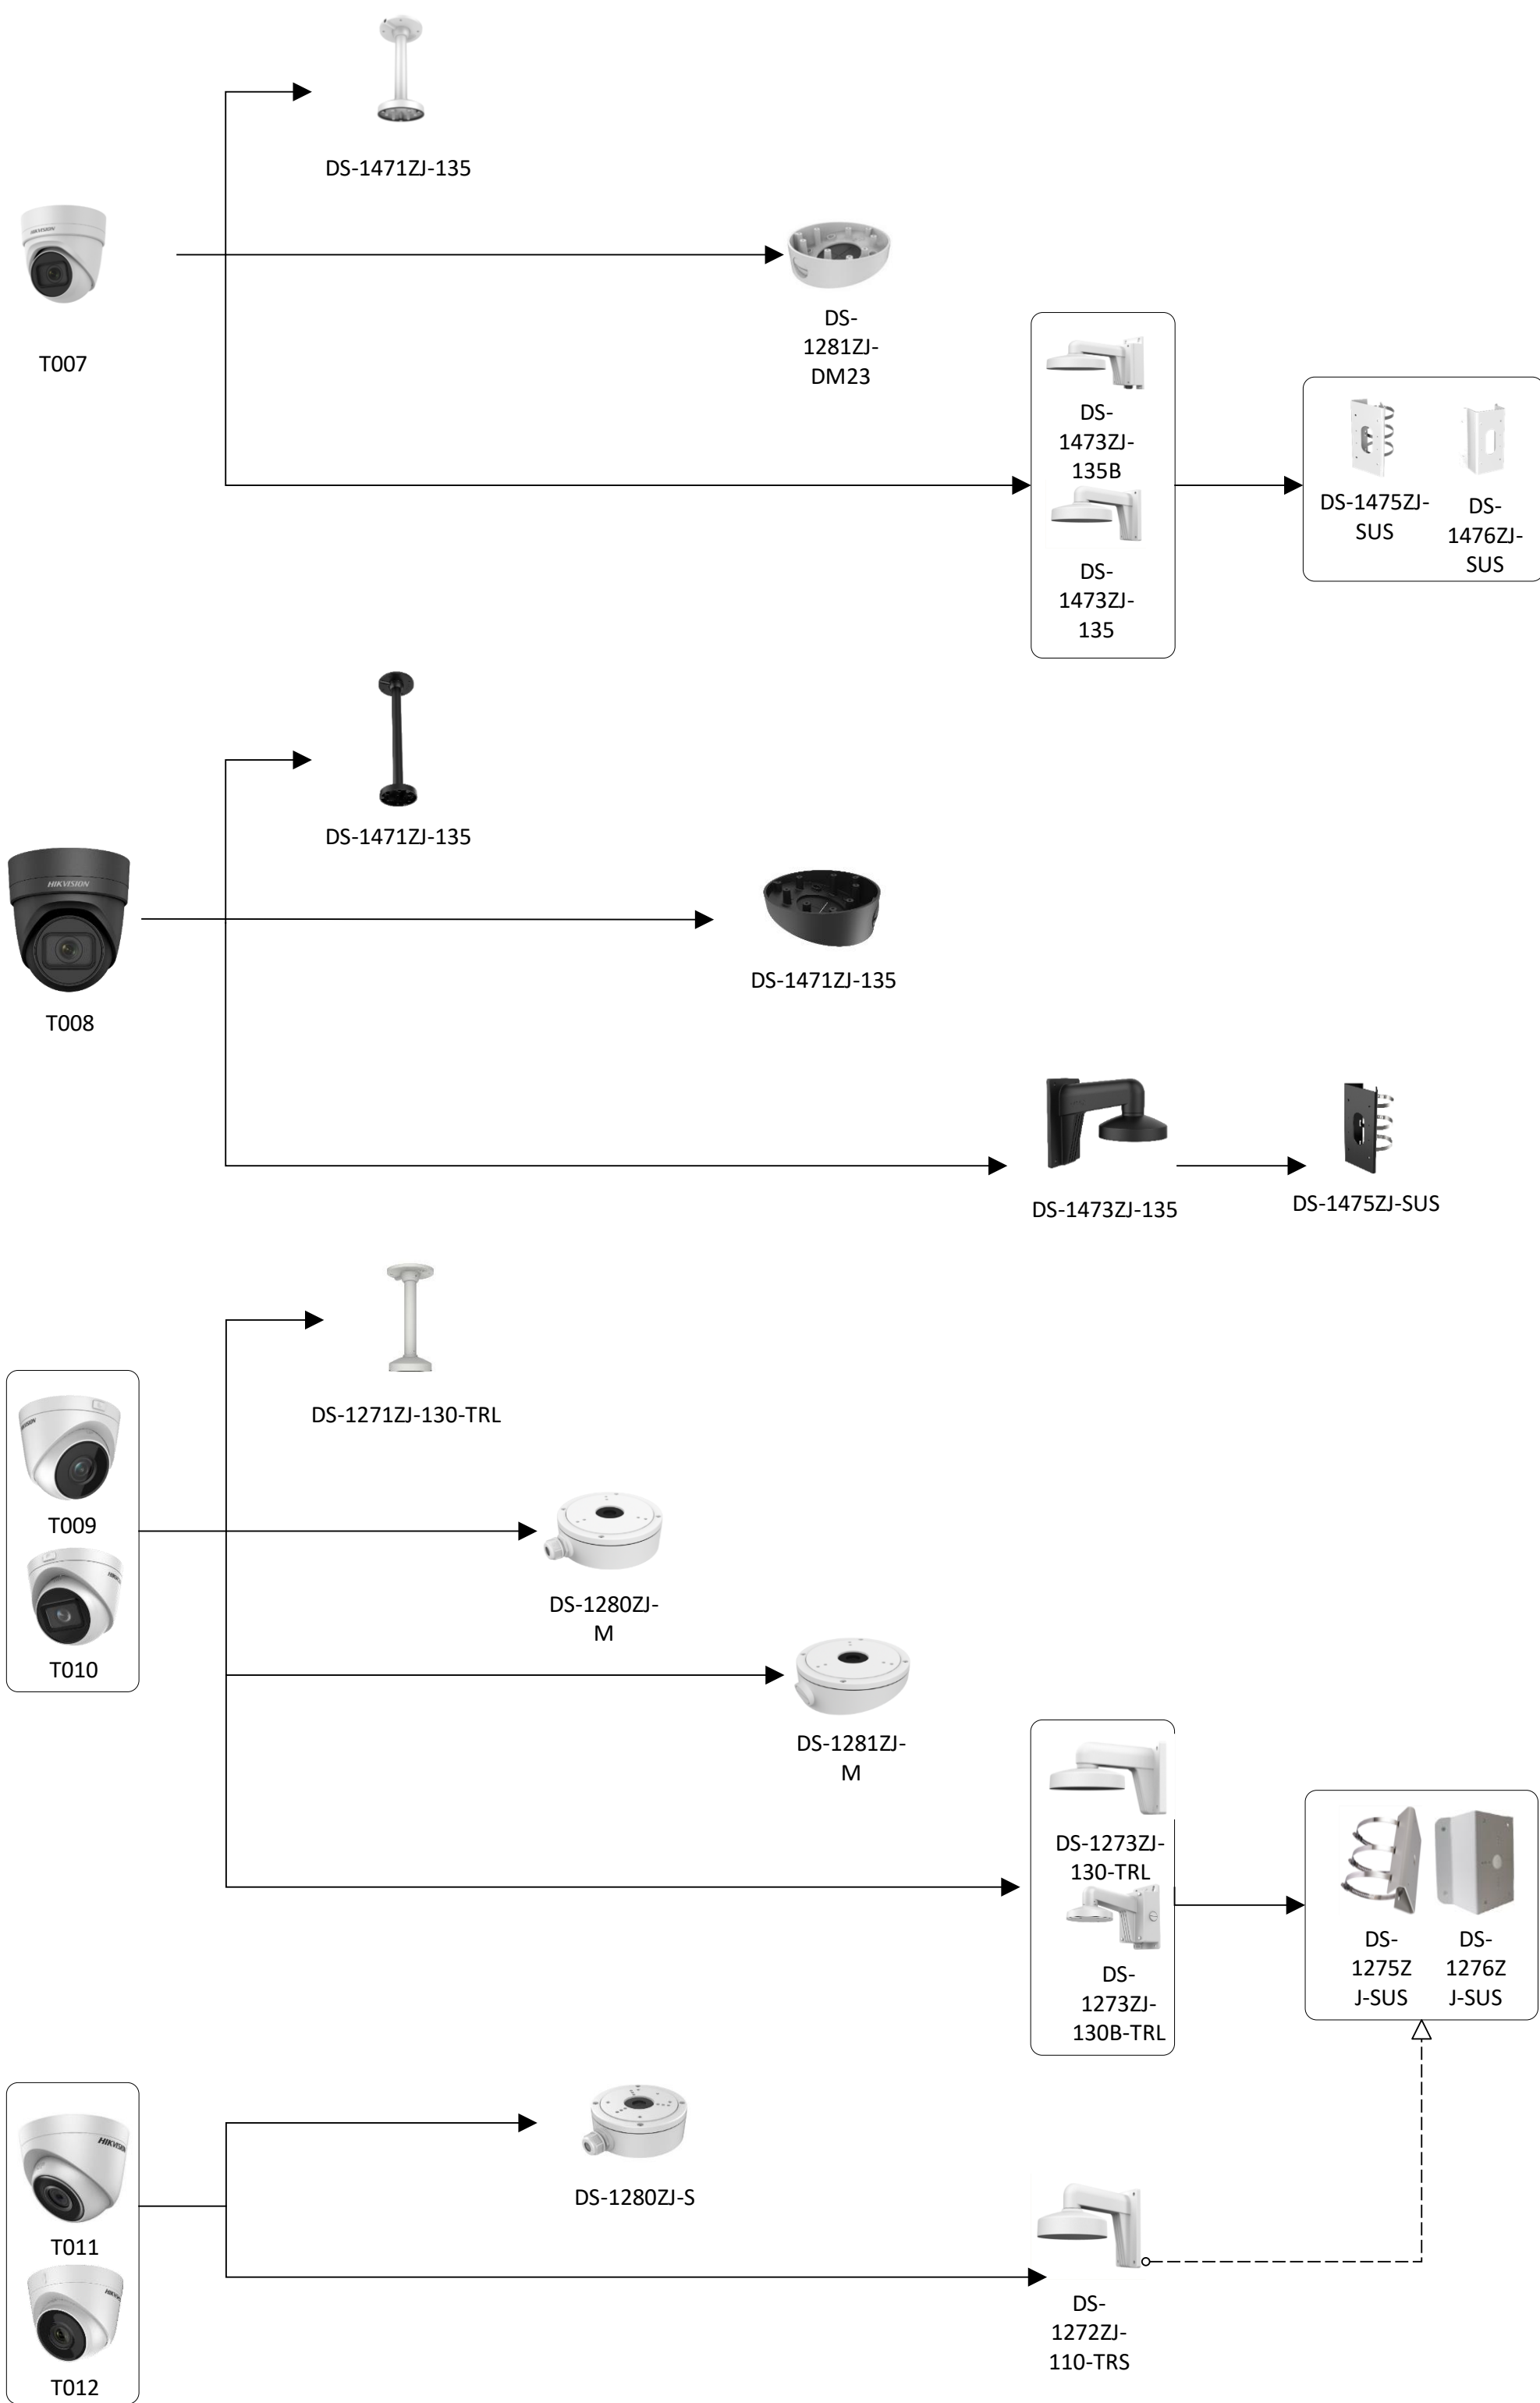 DS-1471ZJ-135
HIKVISION
T007
DS-
1281ZJ-
DM23
DS-
1473ZJ-
135B
DS-
1473ZJ-
135
DS-1475ZJ-
SUS
DS-
1476ZJ-
SUS
DS-1471ZJ-135
HIKVISION
T008
DS-1471ZJ-135
DS-1473ZJ-135
DS-1475ZJ-SUS
DS-1271ZJ-130-TRL
T009
T010
DS-1280ZJ-
M
DS-1281ZJ-
M
DS-1273ZJ-
130-TRL
DS-
1273ZJ-
130B-TRL
DS-
1275Z
J-SUS
DS-
1276Z
J-SUS
HIKVISION
T011
T012
DS-1280ZJ-S
DS-
1272ZJ-
110-TRS